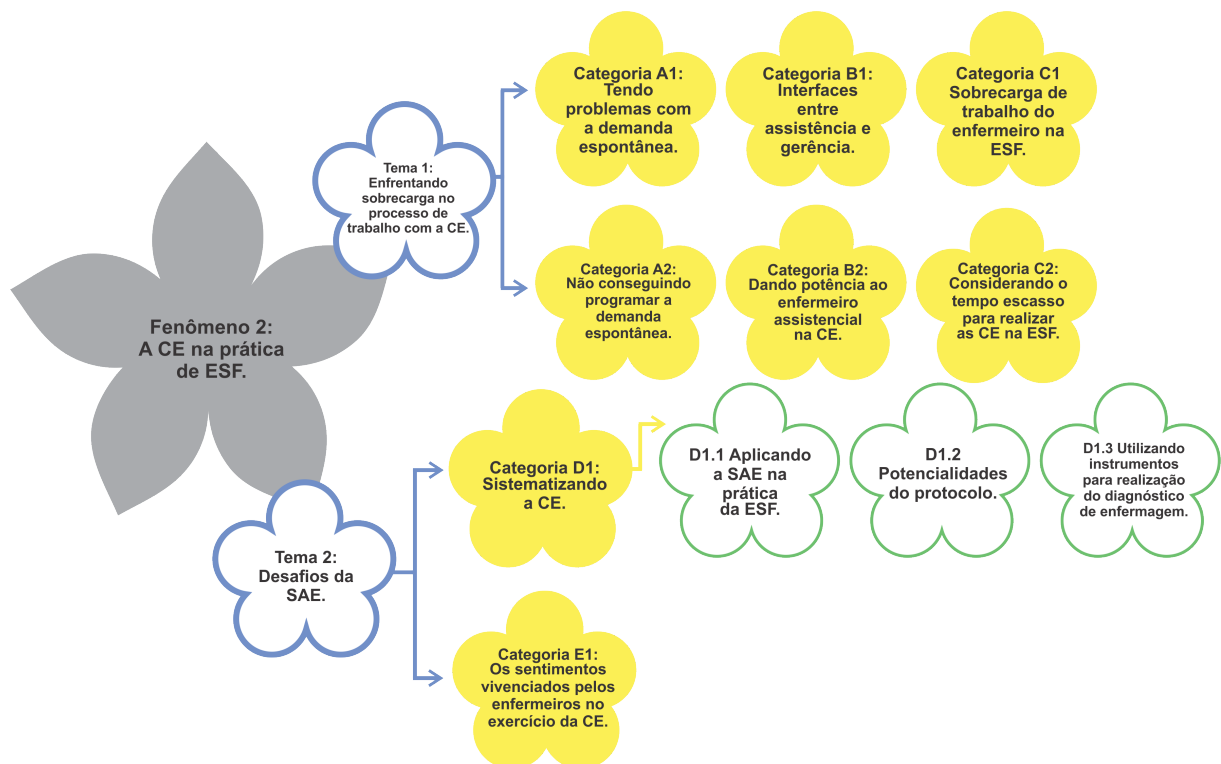 Categoria A1:
Tendo
problemas com
a demanda
espontânea.
Categoria B1:
Interfaces
entre
assistência e
gerência.
Categoria C1
Sobrecarga de
trabalho do
enfermeiro na
ESF.
Tema 1:
Enfrentando
sobrecarga no
processo de
trabalho com a CE.
Categoria A2:
Não conseguindo
programar a
demanda
espontânea.
Categoria B2:
Dando potência ao
enfermeiro
assistencial
na CE.
Categoria C2:
Considerando o
tempo escasso
para realizar
as CE na ESF.
Fenômeno 2:
A CE na prática
de ESF.
Categoria D1:
Sistematizando
a CE.
D1.1 Aplicando
a SAE na
prática
da ESF.
D1.2
Potencialidades
do protocolo.
D1.3 Utilizando
instrumentos
para realização
do diagnóstico
de enfermagem.
Tema 2:
Desafios da
SAE.
Categoria E1:
Os sentimentos
vivenciados pelos
enfermeiros no
exercício da CE.